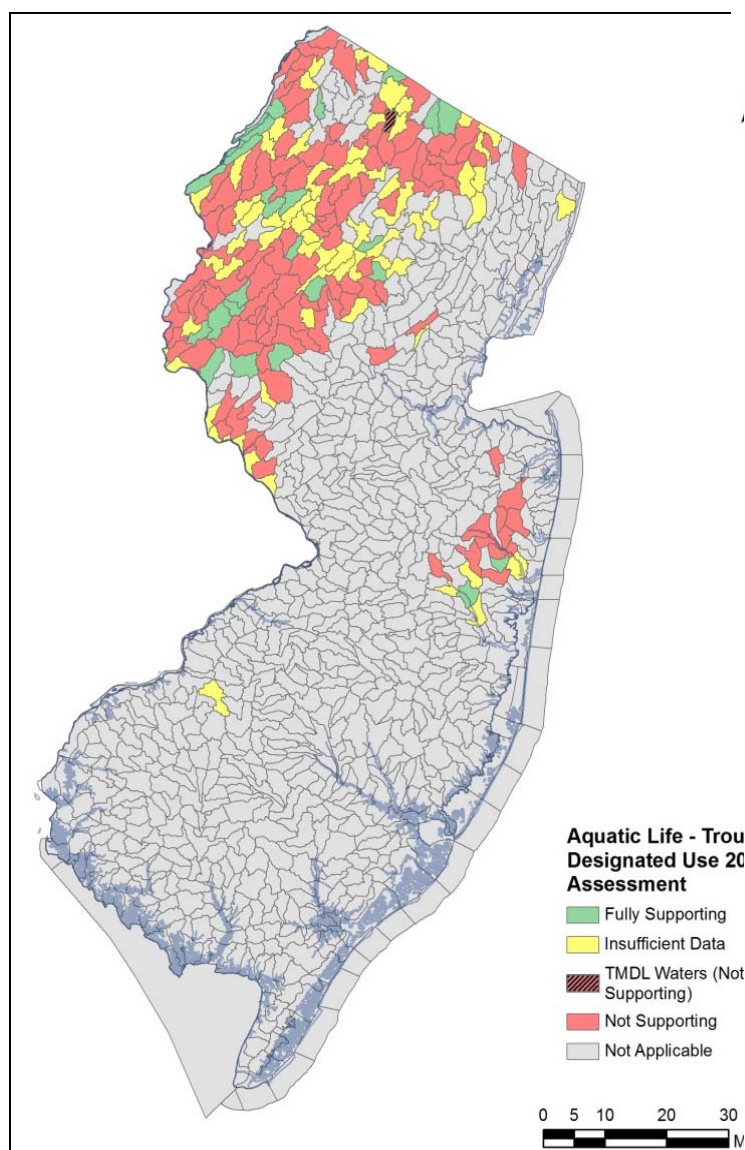 Aquatic Life - Trou
Designated Use 20
Assessment
Fully Supporting
Insufficient Data
TMDL Waters (Not
Supporting)
Not Supporting
Not Applicable
0 5 10 20 30
M